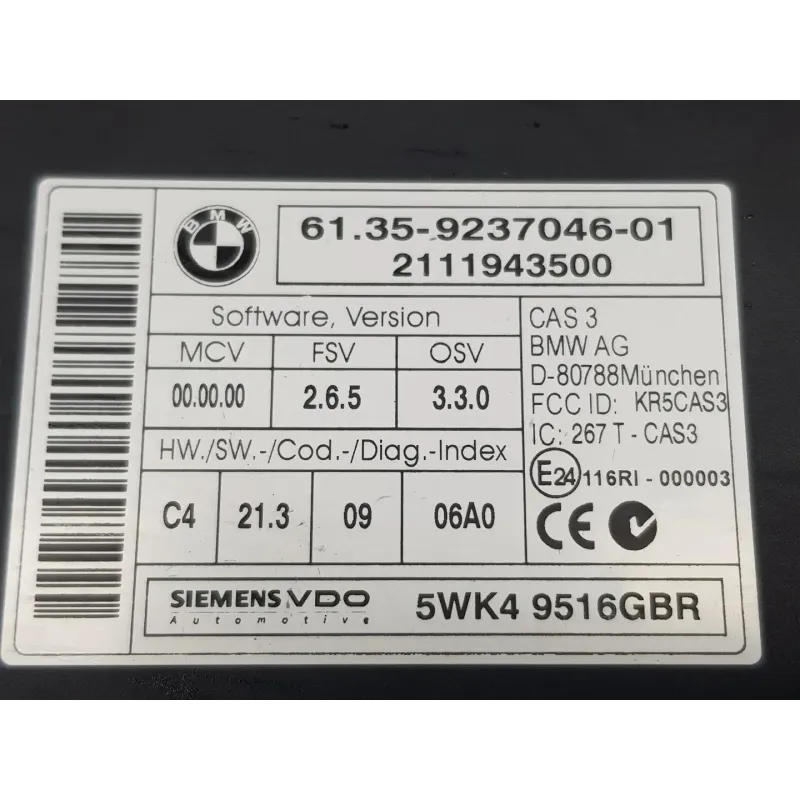 BMW
61.35-9237046-01
2111943500
Software, Version
MCV FSV OSV
00.00.00 2.6.5 3.3.0
HW./SW.-/Cod.-/Diag.-Index
C4 21.3 09 06A0
CAS 3
BMW AG
D-80788München
FCC ID: KR5CAS3
IC: 267 T - CAS3
E24 116RI - 000003
CE
SIEMENS VDO
Automotive
5WK4 9516GBR